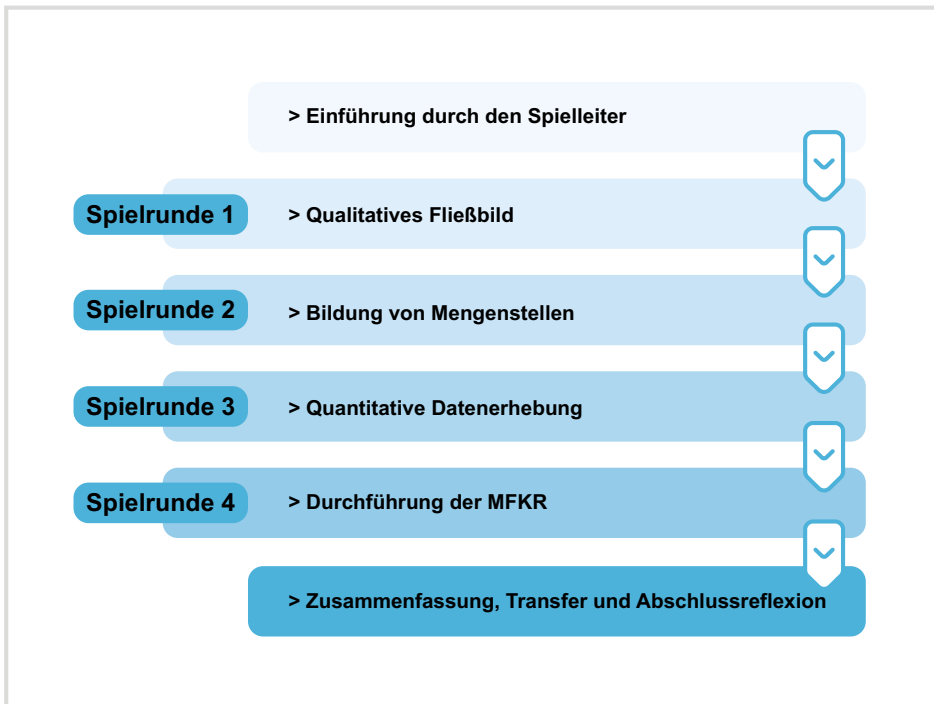 > Einführung durch den Spielleiter
Spielrunde 1
> Qualitatives Fließbild
Spielrunde 2
> Bildung von Mengenstellen
Spielrunde 3
> Quantitative Datenerhebung
Spielrunde 4
> Durchführung der MFKR
> Zusammenfassung, Transfer und Abschlussreflexion